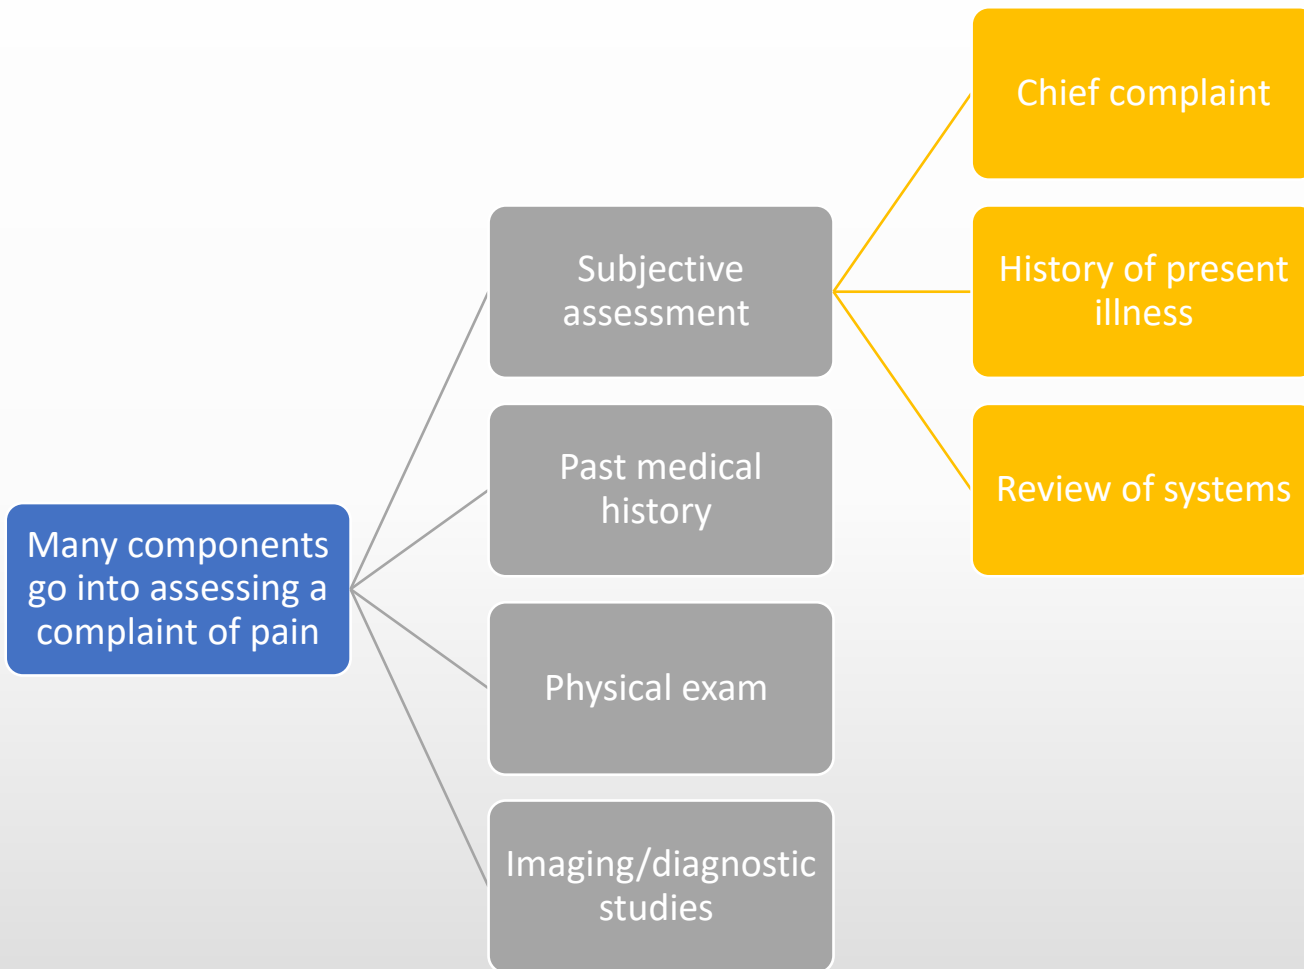 Many components
go into assessing a
complaint of pain
Subjective
assessment
Past medical
history
Physical exam
Imaging/diagnostic
studies
Chief complaint
History of present
illness
Review of systems